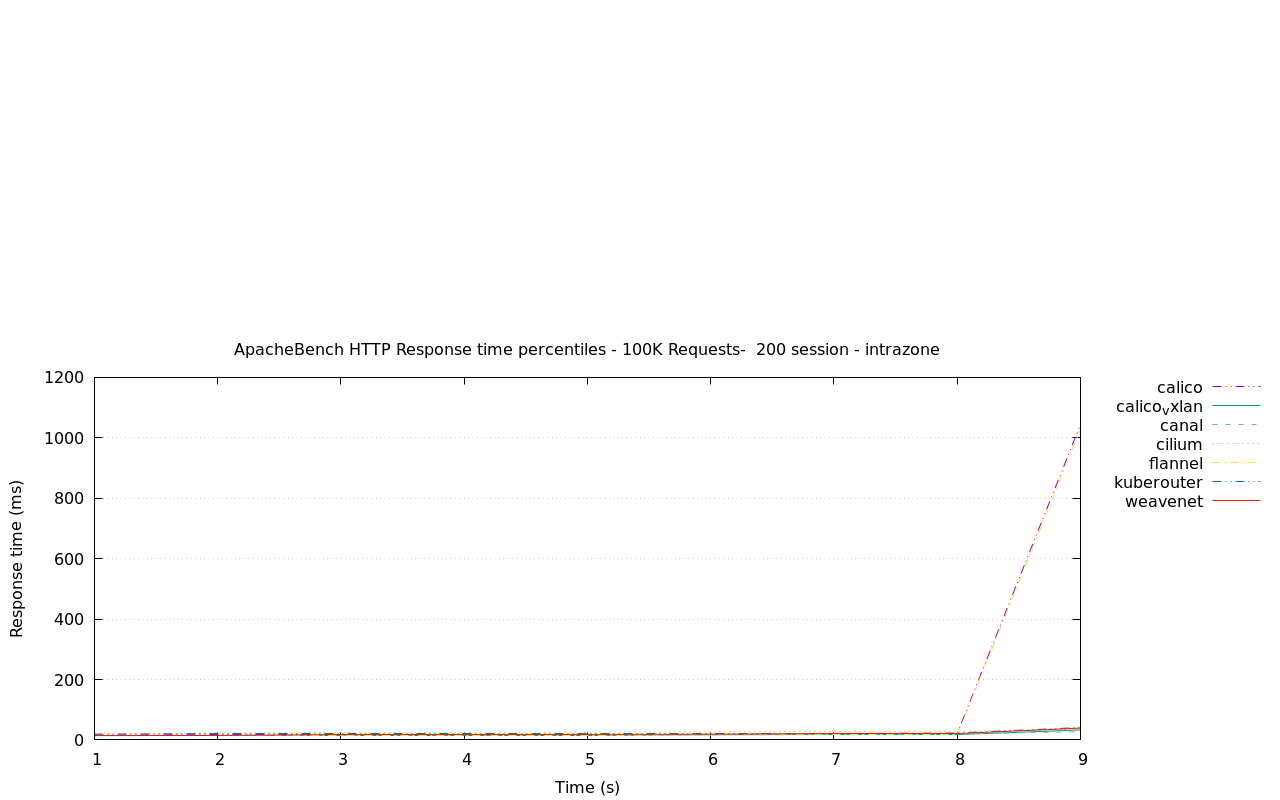 ApacheBench HTTP Response time percentiles - 100K Requests-  200 session - intrazone
1200
1000
800
600
400
200
0
Response time (ms)
1 2 3 4 5 6 7 8 9
Time (s)
calico
calicovxlan
canal
cilium
flannel
kuberouter
weavenet